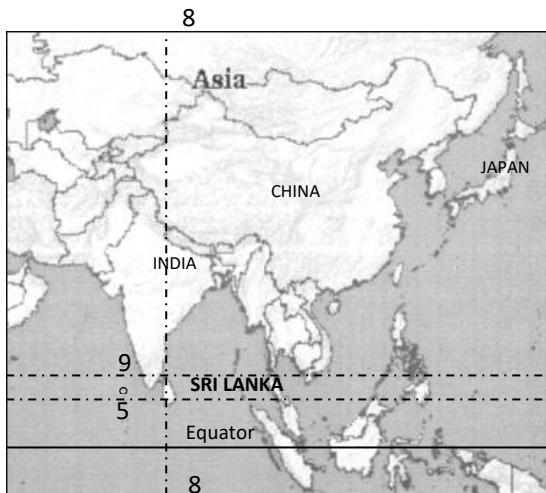 8
Asia
CHINA
JAPAN
INDIA
9
SRI LANKA
°
5
Equator
8